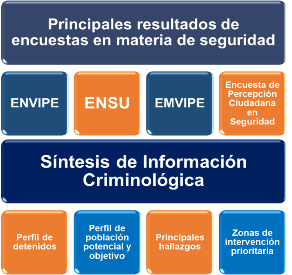 Principales resultados de
encuestas en materia de seguridad
ENVIPE
ENSU
EMVIPE
Encuesta de
Percepción
Ciudadana
en
Seguridad
Síntesis de Información
Criminológica
Perfil de
detenidos
Perfil de
población
potencial y
objetivo
Principales
hallazgos
Zonas de
intervención
prioritaria